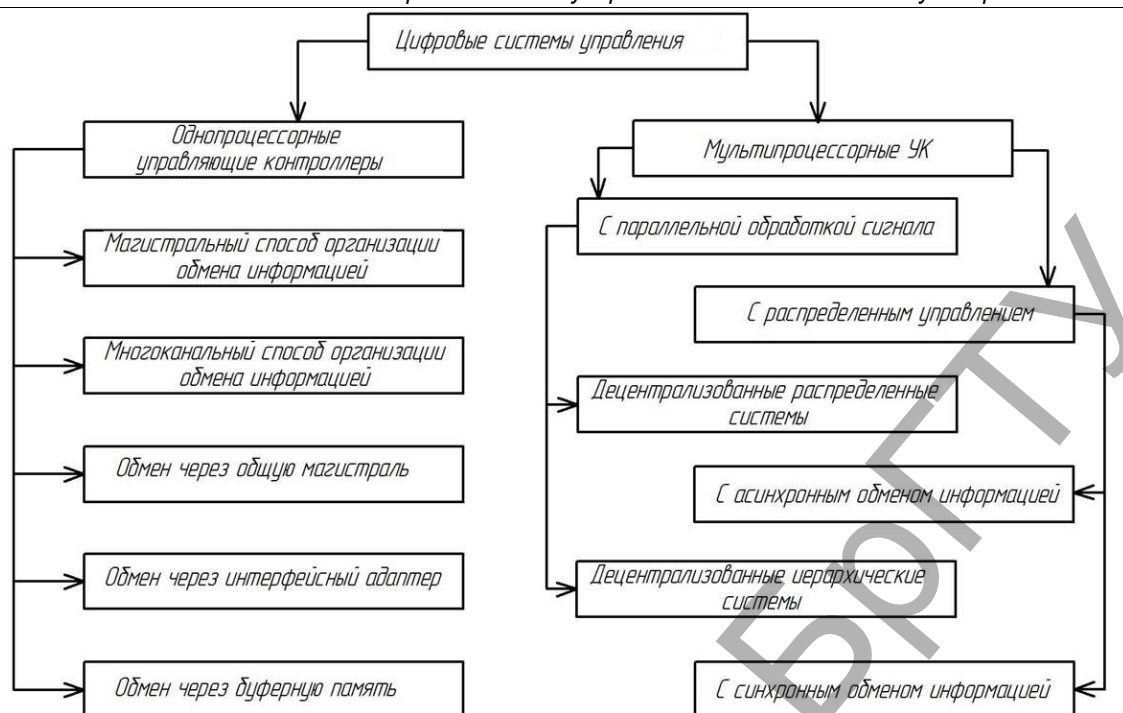 Цифровые системы управления
Однопроцессорные
управляющие контроллеры
Магистральный способ организации
обмена информацией
Многоканальный способ организации
обмена информацией
Обмен через общую магистраль
Обмен через интерфейсный адаптер
Обмен через буферную память
Мультипроцессорные УК
С параллельной обработкой сигнала
С распределенным управлением
Децентрализованные распределенные
системы
С асинхронным обменом информацией
Децентрализованные иерархические
системы
С синхронным обменом информацией
БрГТУ